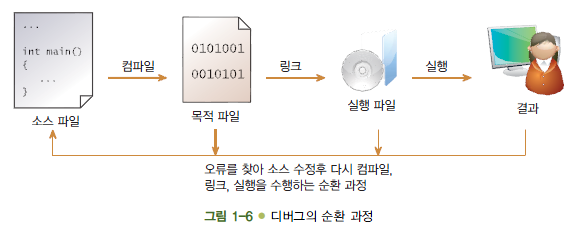 ...
int main()
{
...
}
0101001
0010101
컴파일
링크
실행
소스 파일
목적 파일
실행 파일
결과
오류를 찾아 소스 수정후 다시 컴파일,
링크, 실행을 수행하는 순환 과정
그림 1-6 ● 디버그의 순환 과정